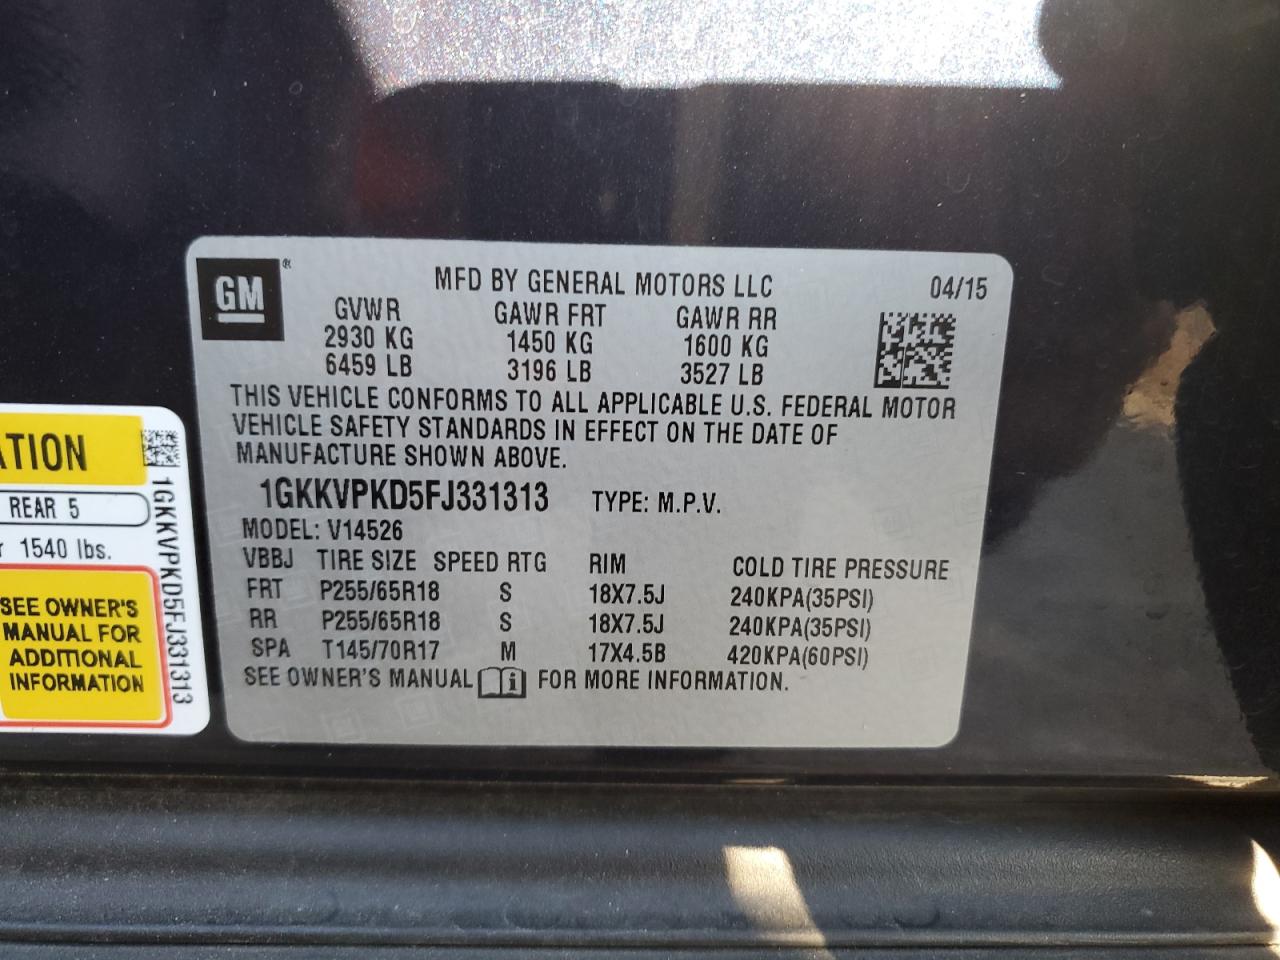 GM ®
MFD BY GENERAL MOTORS LLC 04/15
GVWR GAWR FRT GAWR RR
2930 KG 1450 KG 1600 KG
6459 LB 3196 LB 3527 LB
THIS VEHICLE CONFORMS TO ALL APPLICABLE U.S. FEDERAL MOTOR
VEHICLE SAFETY STANDARDS IN EFFECT ON THE DATE OF
MANUFACTURE SHOWN ABOVE.
1GKKVPKD5FJ331313 TYPE: M.P.V.
MODEL: V14526
VBBJ TIRE SIZE SPEED RTG RIM COLD TIRE PRESSURE
FRT P255/65R18 S 18X7.5J 240KPA(35PSI)
RR P255/65R18 S 18X7.5J 240KPA(35PSI)
SPA T145/70R17 M 17X4.5B 420KPA(60PSI)
SEE OWNER'S MANUAL i FOR MORE INFORMATION.
REAR 5
1540 lbs.
SEE OWNER'S
MANUAL FOR
ADDITIONAL
INFORMATION
1GKKVPKD5FJ331313